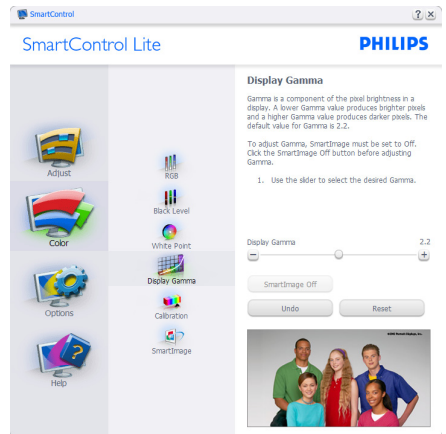 SmartControl
SmartControl Lite
PHILIPS
Adjust
Color
Options
Help
RGB
Black Level
White Point
Display Gamma
Calibration
SmartImage
Display Gamma
Gamma is a component of the pixel brightness in a
display. A lower Gamma value produces brighter pixels
and a higher Gamma value produces darker pixels. The
default value for Gamma is 2.2.
To adjust Gamma, SmartImage must be set to Off.
Click the SmartImage Off button before adjusting
Gamma.
1. Use the slider to select the desired Gamma.
Display Gamma 2.2
SmartImage Off
Undo Reset